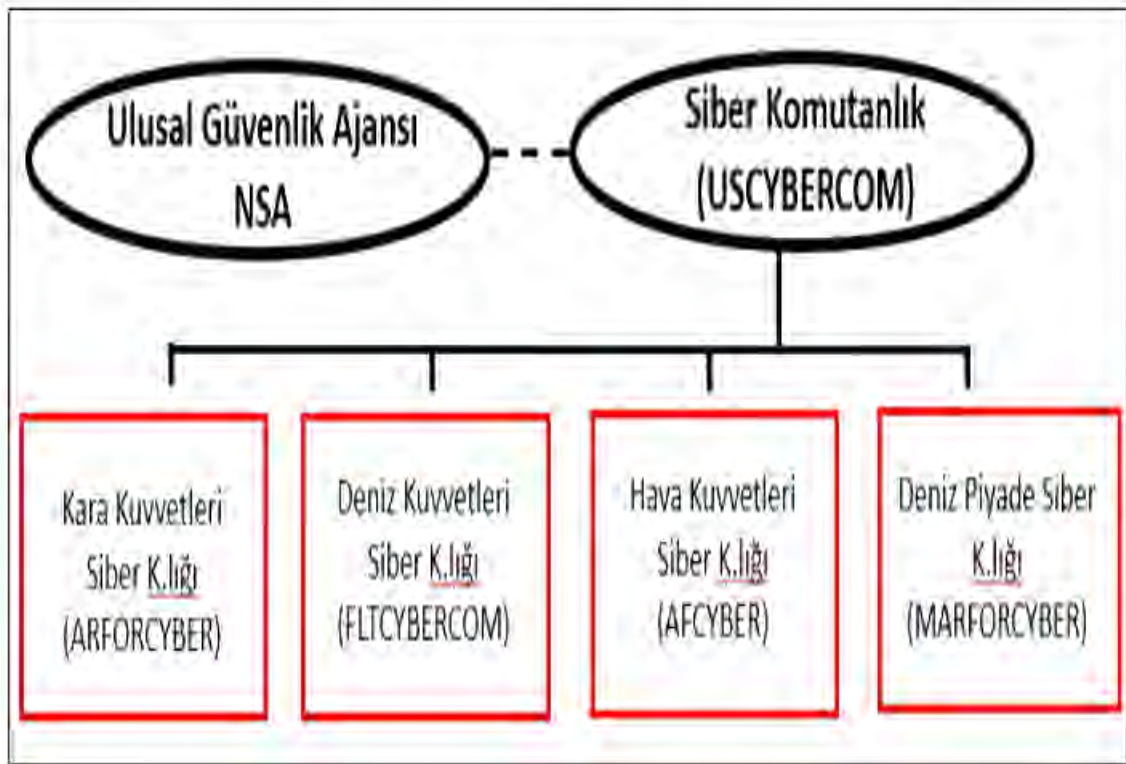 Ulusal Güvenlik Ajansı
NSA
Siber Komutanlık
(USCYBERCOM)
Kara Kuvvetleri
Siber K.lığı
(ARFORCYBER)
Deniz Kuvvetleri
Siber K.lığı
(FLTCYBERCOM)
Hava Kuvvetleri
Siber K.lığı
(AFCYBER)
Deniz Piyade Siber
K.lığı
(MARFORCYBER)